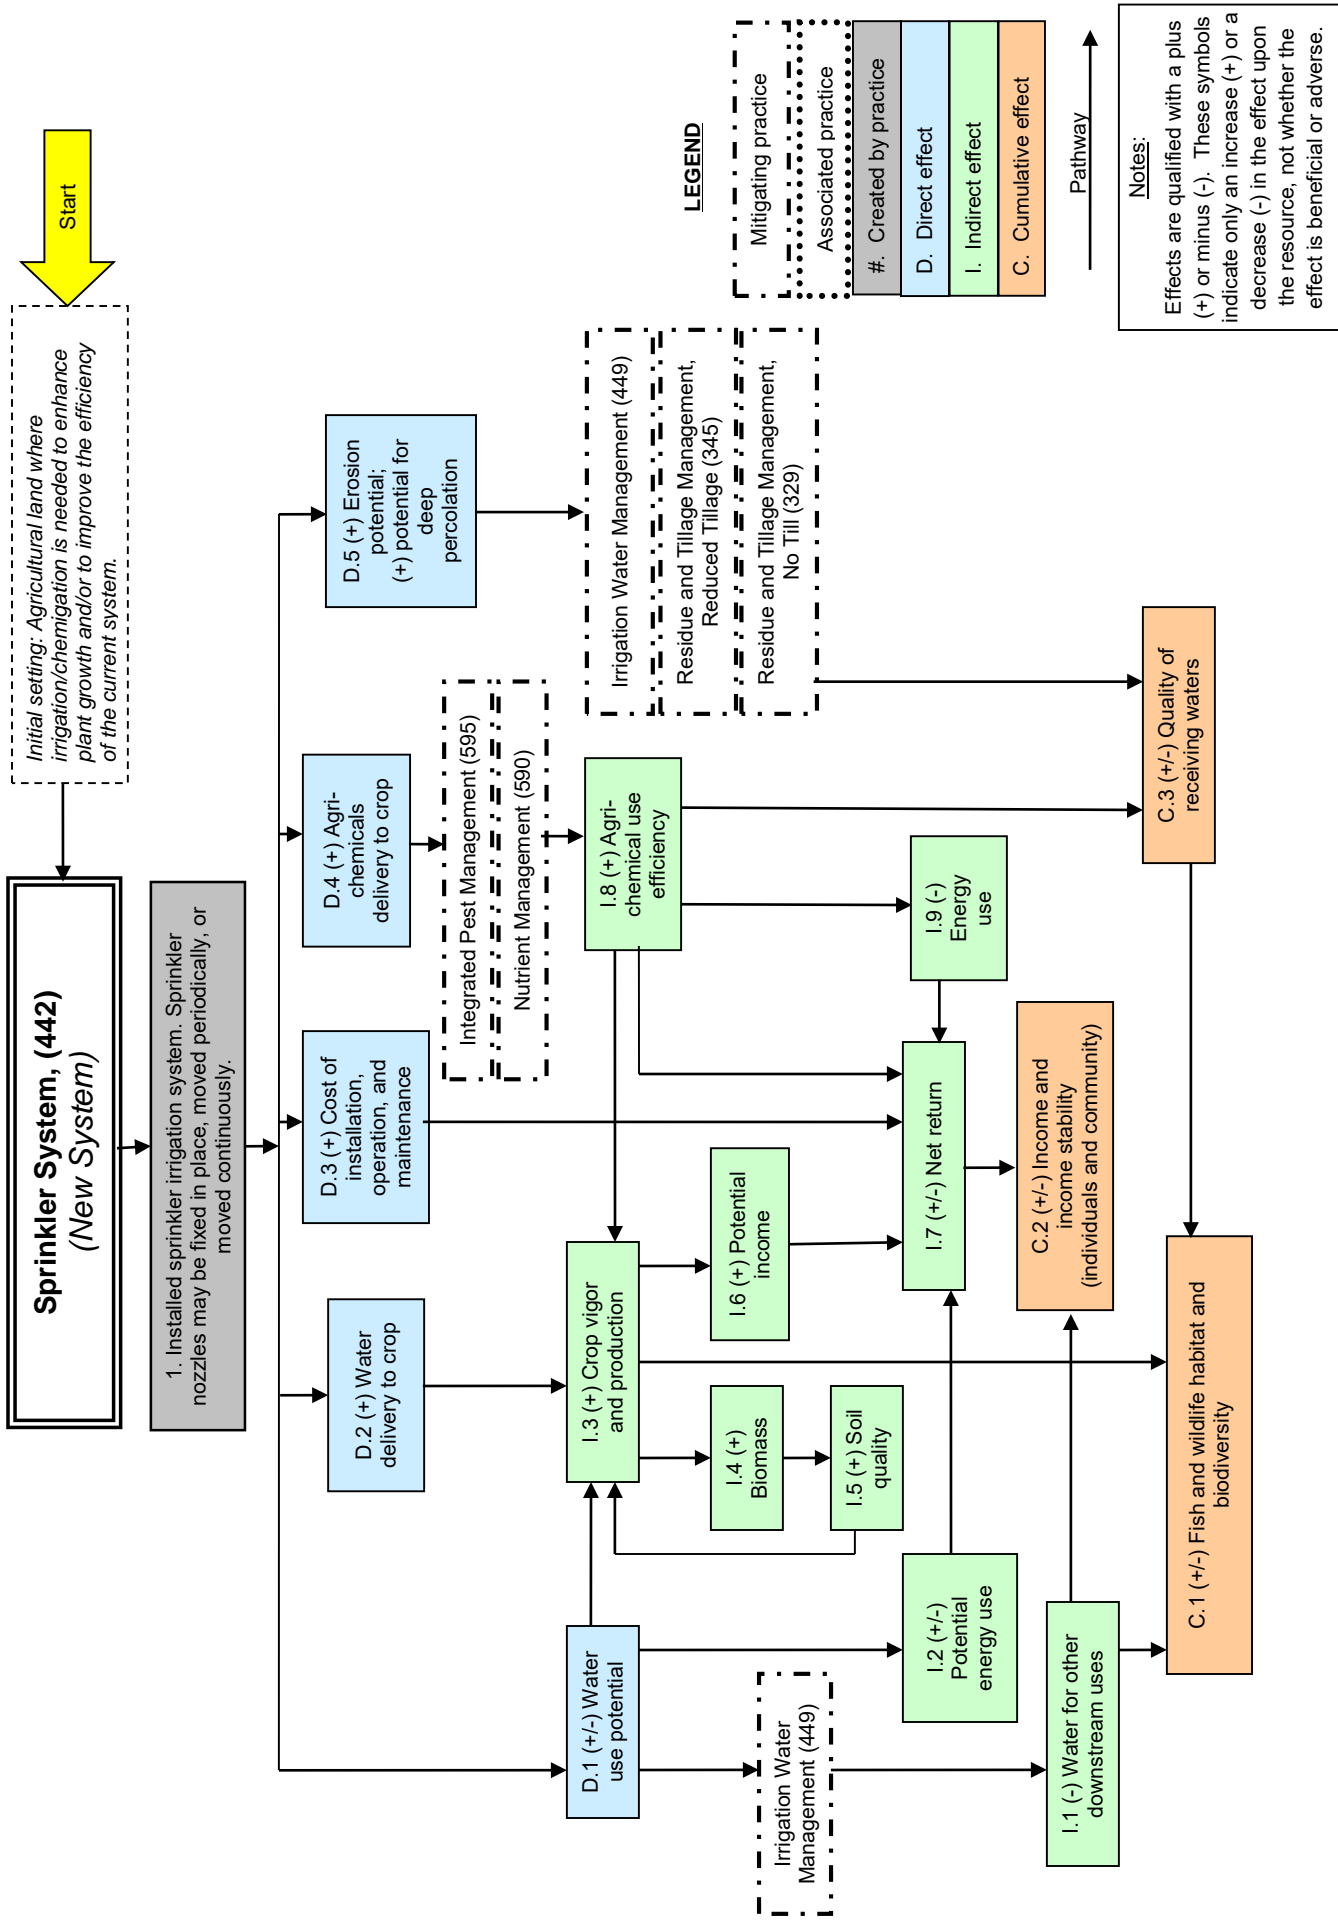 Start
Initial setting: Agricultural land where
irrigation/chemigation is needed to enhance
plant growth and/or to improve the efficiency
of the current system.
Sprinkler System, (442)
(New System)
1. Installed sprinkler irrigation system. Sprinkler
nozzles may be fixed in place, moved periodically, or
moved continuously.
D.1 (+/-) Water
use potential
D.2 (+) Water
delivery to crop
D.3 (+) Cost of
installation,
operation, and
maintenance
D.4 (+) Agri-
chemicals
delivery to crop
D.5 (+) Erosion
potential;
(+) potential for
deep
percolation
Integrated Pest Management (595)
Nutrient Management (590)
Irrigation Water Management (449)
Residue and Tillage Management,
Reduced Tillage (345)
Residue and Tillage Management,
No Till (329)
I.3 (+) Crop vigor
and production
I.8 (+) Agri-
chemical use
efficiency
Irrigation Water
Management (449)
I.4 (+)
Biomass
I.6 (+) Potential
income
I.5 (+) Soil
quality
I.2 (+/-)
Potential
energy use
I.7 (+/-) Net return
I.9 (-)
Energy
use
I.1 (-) Water for other
downstream uses
C.2 (+/-) Income and
income stability
(individuals and community)
C.3 (+/-) Quality of
receiving waters
C.1 (+/-) Fish and wildlife habitat and
biodiversity
LEGEND
Mitigating practice
Associated practice
#. Created by practice
D. Direct effect
I. Indirect effect
C. Cumulative effect
Pathway
Notes:
Effects are qualified with a plus
(+) or minus (-). These symbols
indicate only an increase (+) or a
decrease (-) in the effect upon
the resource, not whether the
effect is beneficial or adverse.